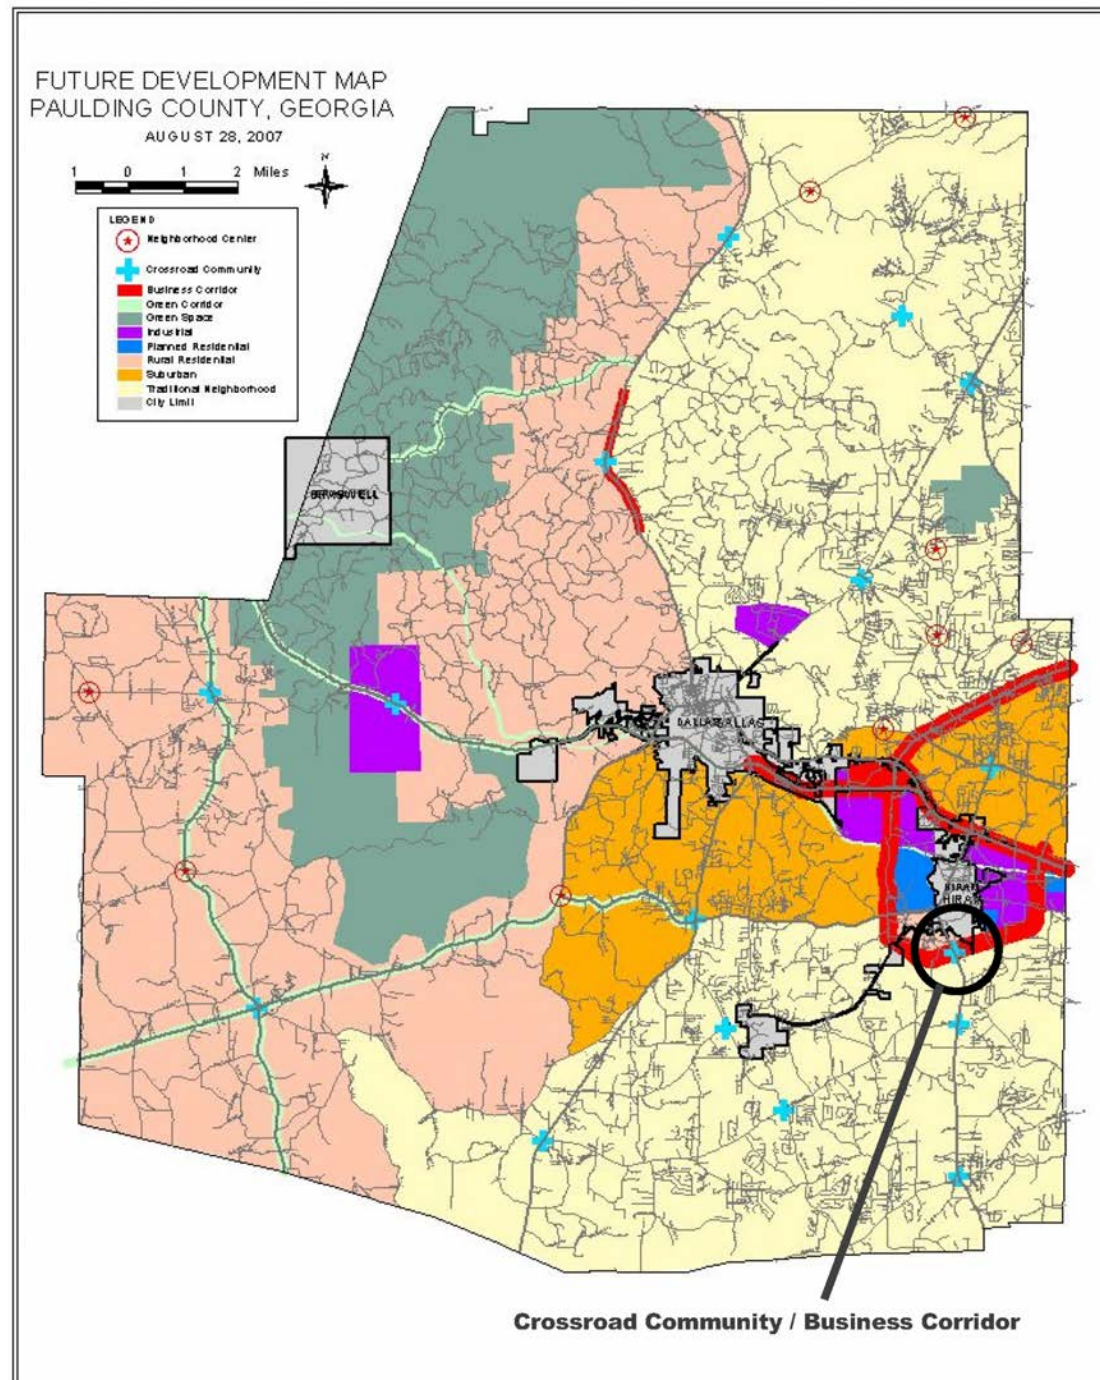 FUTURE DEVELOPMENT MAP
PAULDING COUNTY, GEORGIA
AUGUST 28, 2007
N
1 0 1 2 Miles
LEGEND
Neighborhood Center
Crossroad Community
Business Corridor
Green Corridor
Green Space
Industrial
Planned Residential
Rural Residential
Suburban
Traditional Neighborhood
City Limit
DALLAS
HIRAM
Crossroad Community / Business Corridor